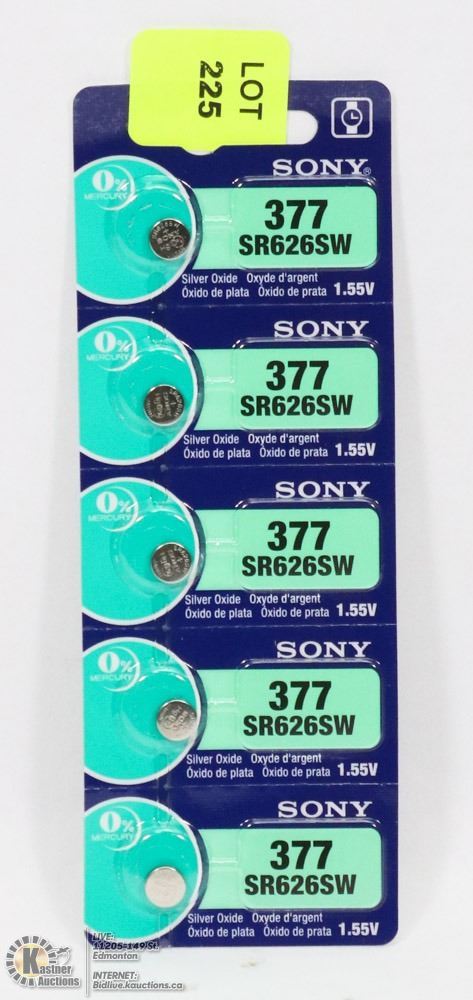 LOT
225
SONY®
0%
MERCURY
377
SR626SW
Silver Oxide Oxyde d'argent
Óxido de plata Óxido de prata 1.55V
SONY
0%
MERCURY
377
SR626SW
Silver Oxide Oxyde d'argent
Óxido de plata Óxido de prata 1.55V
SONY
0%
MERCURY
377
SR626SW
Silver Oxide Oxyde d'argent
Óxido de plata Óxido de prata 1.55V
SONY
0%
MERCURY
377
SR626SW
Silver Oxide Oxyde d'argent
Óxido de plata Óxido de prata 1.55V
SONY
0%
MERCURY
377
SR626SW
Silver Oxide Oxyde d'argent
Óxido de plata Óxido de prata 1.55V
K
Kastner
Auctions
LIVE:
11205-149 St.
Edmonton
INTERNET:
Bidlive.kauctions.ca